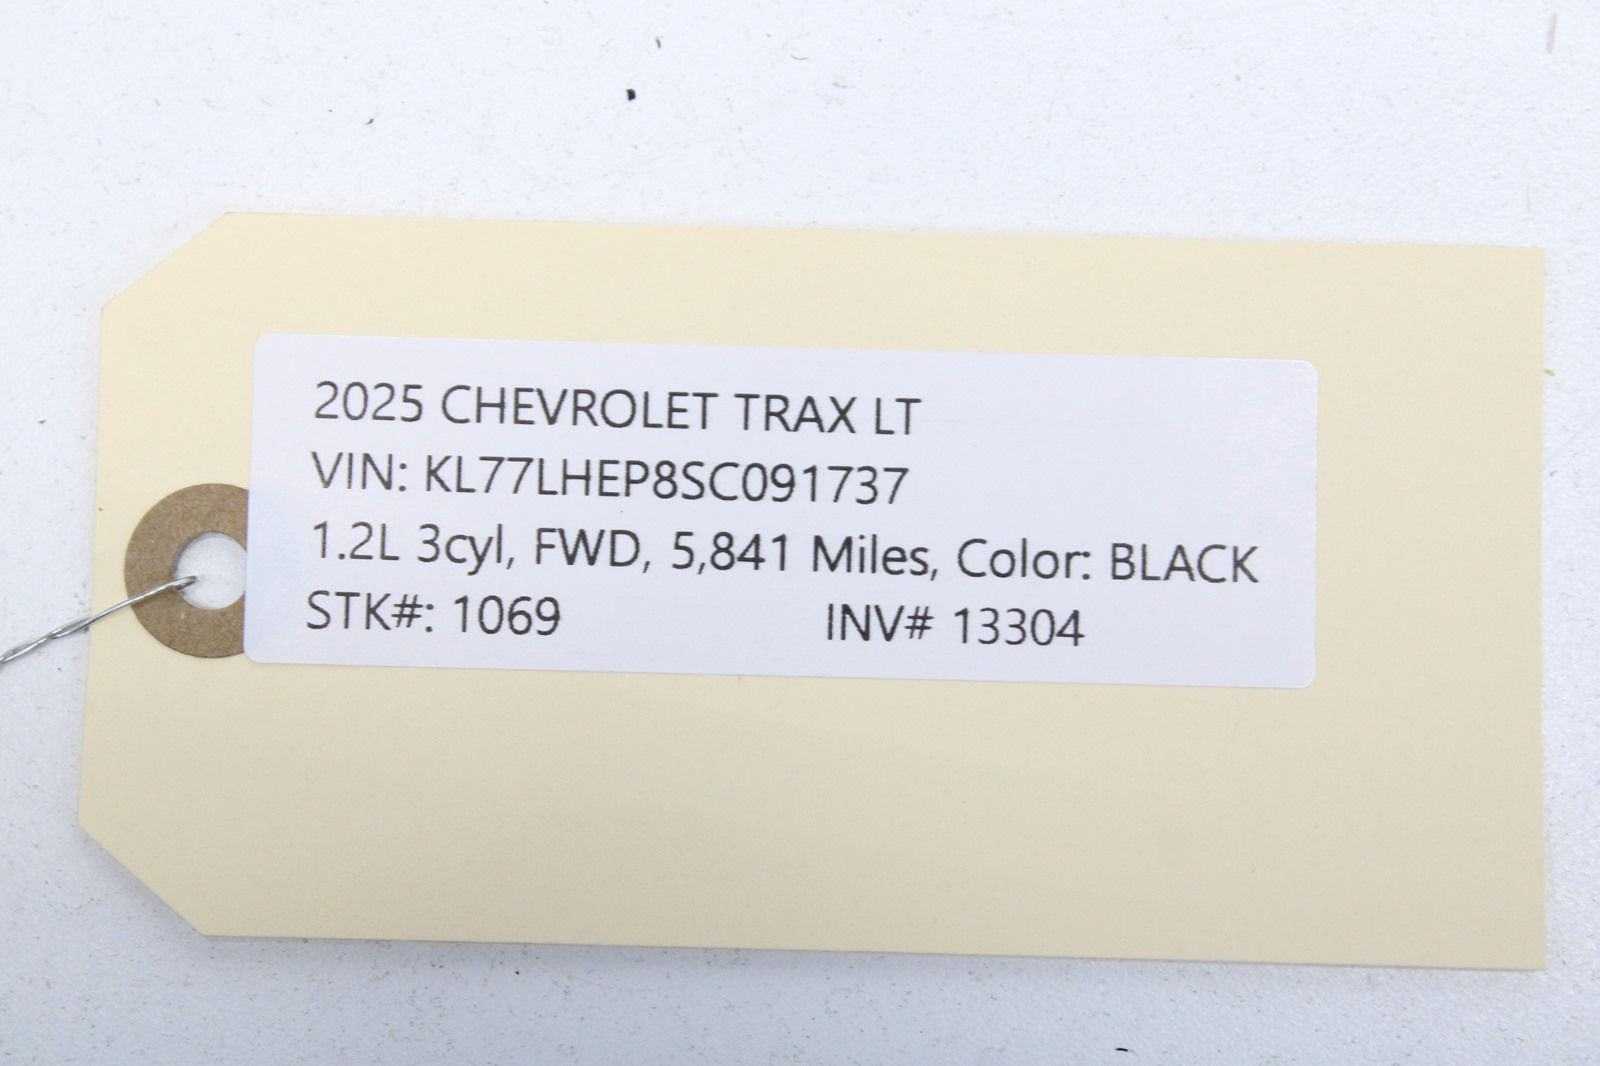 2025 CHEVROLET TRAX LT
VIN: KL77LHEP8SC091737
1.2L 3cyl, FWD, 5,841 Miles, Color: BLACK
STK#: 1069 INV# 13304